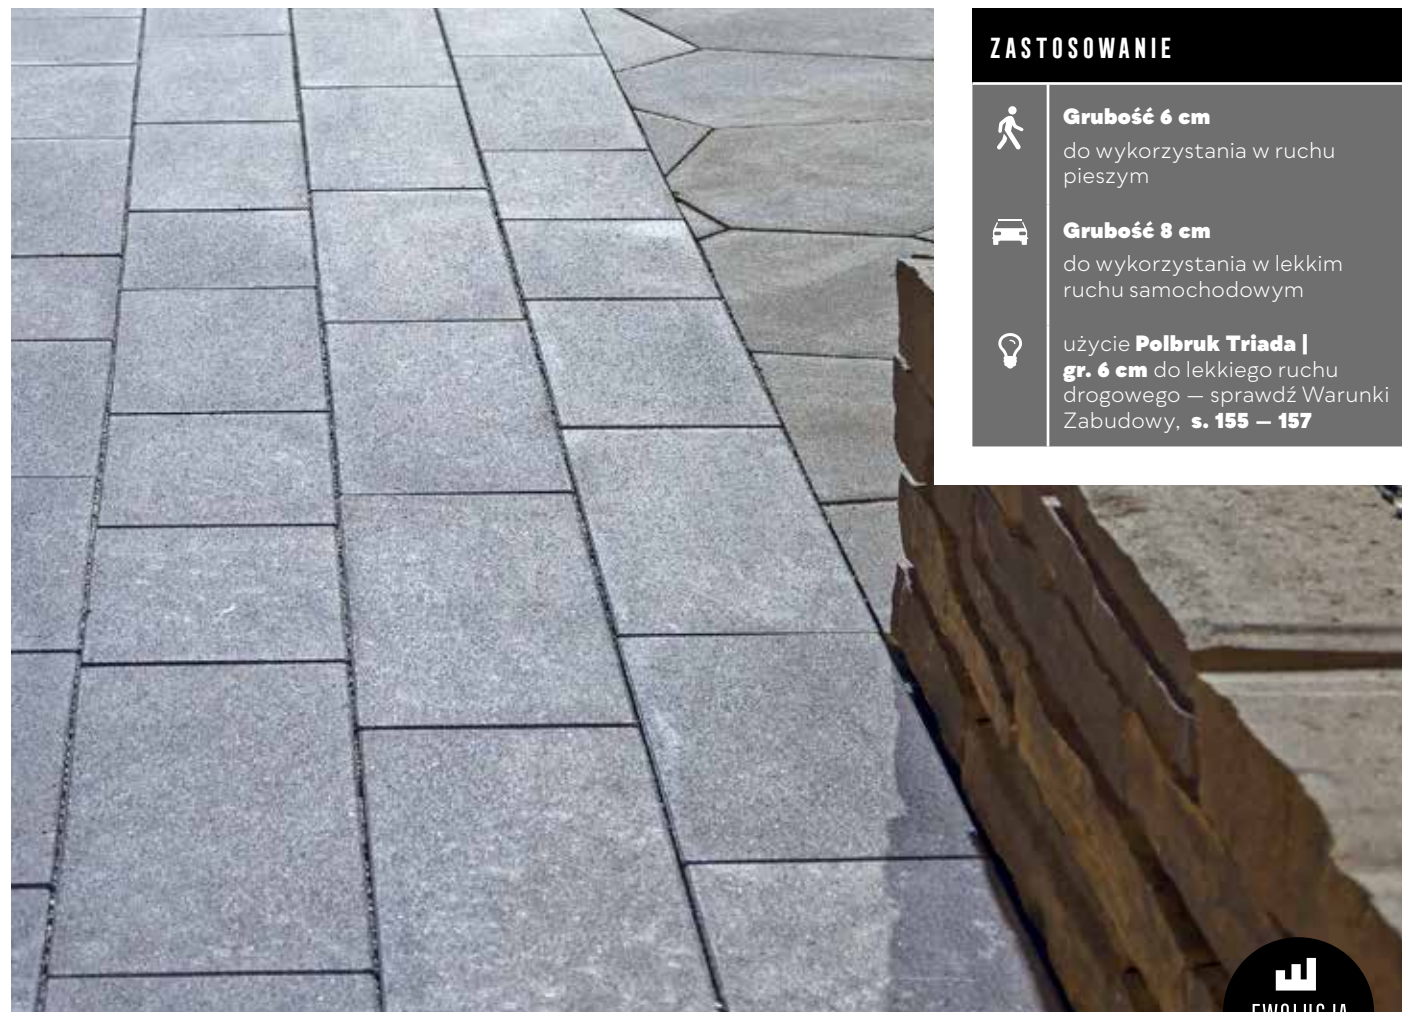 ZASTOSOWANIE
Grubość 6 cm
do wykorzystania w ruchu
pieszym
Grubość 8 cm
do wykorzystania w lekkim
ruchu samochodowym
użycie Polbruk Triada |
gr. 6 cm do lekkiego ruchu
drogowego — sprawdź Warunki
Zabudowy, s. 155 — 157
EWOLUCJA